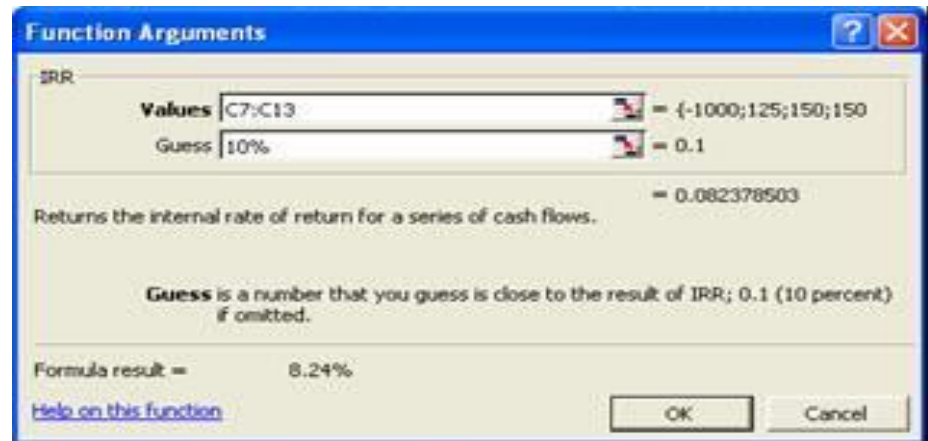 Function Arguments
IRR
Values C7:C13 = {-1000;125;150;150
Guess 10% = 0.1
= 0.082378503
Returns the internal rate of return for a series of cash flows.
Guess is a number that you guess is close to the result of IRR; 0.1 (10 percent)
if omitted.
Formula result = 8.24%
Help on this function OK Cancel